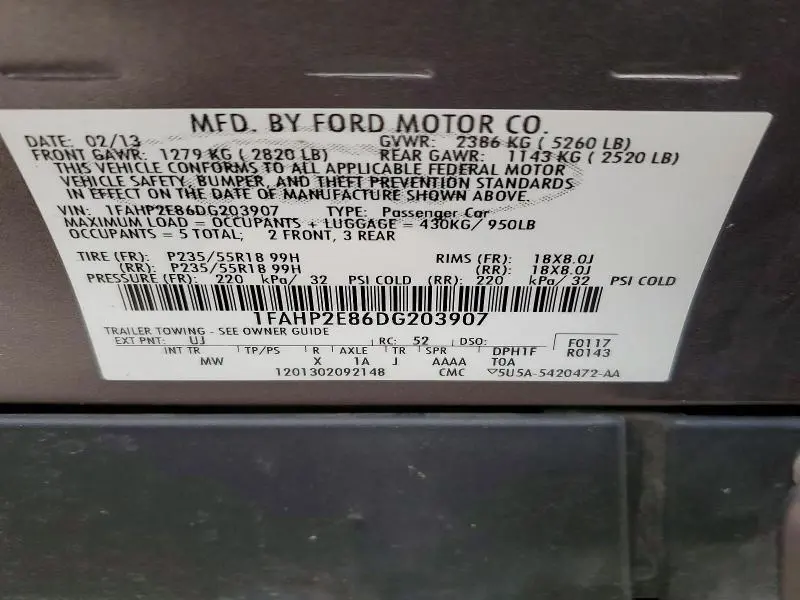 MFD. BY FORD MOTOR CO.
DATE: 02/13 GVWR: 2386 KG ( 5260 LB)
FRONT GAWR: 1279 KG ( 2820 LB) REAR GAWR: 1143 KG ( 2520 LB)
THIS VEHICLE CONFORMS TO ALL APPLICABLE FEDERAL MOTOR
VEHICLE SAFETY, BUMPER, AND THEFT PREVENTION STANDARDS
IN EFFECT ON THE DATE OF MANUFACTURE SHOWN ABOVE.
VIN: 1FAHP2E86DG203907 TYPE: Passenger Car
MAXIMUM LOAD = OCCUPANTS + LUGGAGE = 430KG/ 950LB
OCCUPANTS = 5 TOTAL; 2 FRONT, 3 REAR
TIRE (FR): P235/55R18 99H RIMS (FR): 18X8.0J
(RR): P235/55R18 99H (RR): 18X8.0J
PRESSURE (FR): 220 kPa/ 32 PSI COLD (RR): 220 kPa/ 32 PSI COLD
1FAHP2E86DG203907
TRAILER TOWING - SEE OWNER GUIDE
EXT PNT: UJ RC: 52 DSO: F0117
INT TR TP/PS R AXLE TR SPR DPH1F R0143
MW X 1A J AAAA T0A
1201302092148 CMC ▽5U5A-5420472-AA